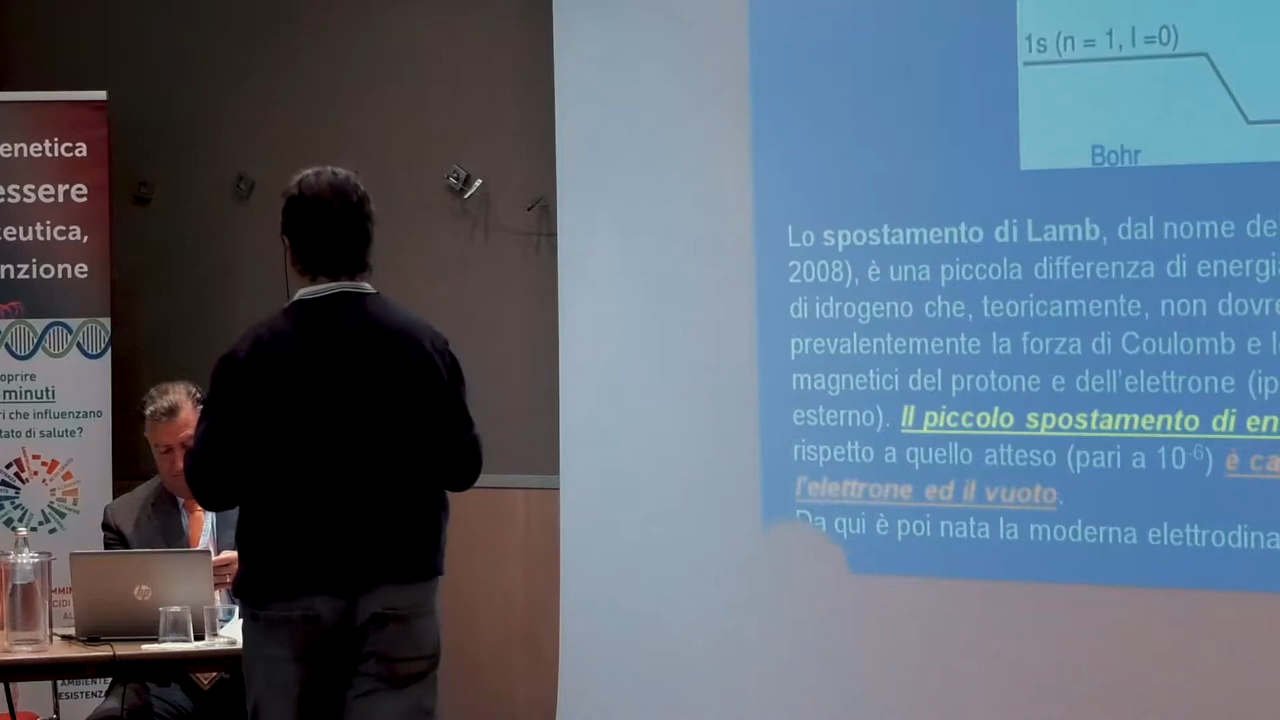 enetica
essere
ceutica,
nzione
oprire
minuti
ri che influenzano
tato di salute?
AMBIENTE
ESISTENZA
hp
1s (n = 1, l =0)
Bohr
Lo spostamento di Lamb, dal nome de
2008), è una piccola differenza di energi
di idrogeno che, teoricamente, non dovre
prevalentemente la forza di Coulomb e l
magnetici del protone e dell'elettrone (ip
esterno). Il piccolo spostamento di en
rispetto a quello atteso (pari a 10⁻⁶) è ca
l'elettrone ed il vuoto.
Da qui è poi nata la moderna elettrodina